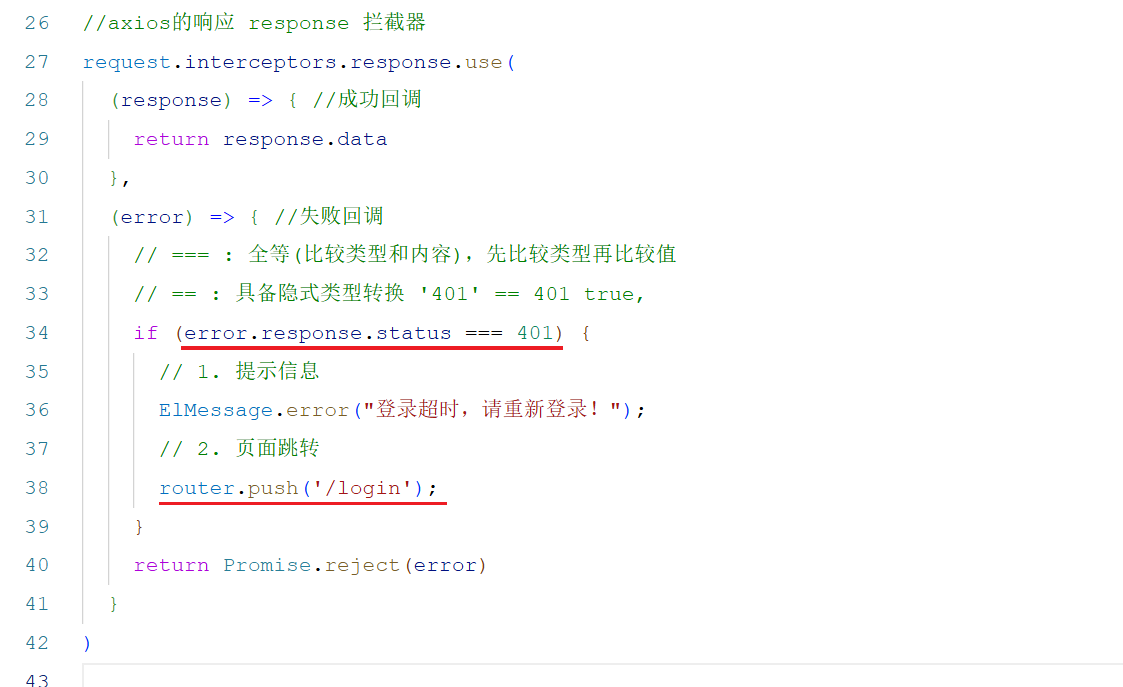 26 //axios的响应 response 拦截器
27 request.interceptors.response.use(
28 (response) => { //成功回调
29 return response.data
30 },
31 (error) => { //失败回调
32 // === : 全等(比较类型和内容)，先比较类型再比较值
33 // == : 具备隐式类型转换 '401' == 401 true,
34 if (error.response.status === 401) {
35 // 1. 提示信息
36 ElMessage.error("登录超时，请重新登录！");
37 // 2. 页面跳转
38 router.push('/login');
39 }
40 return Promise.reject(error)
41 }
42 )
43